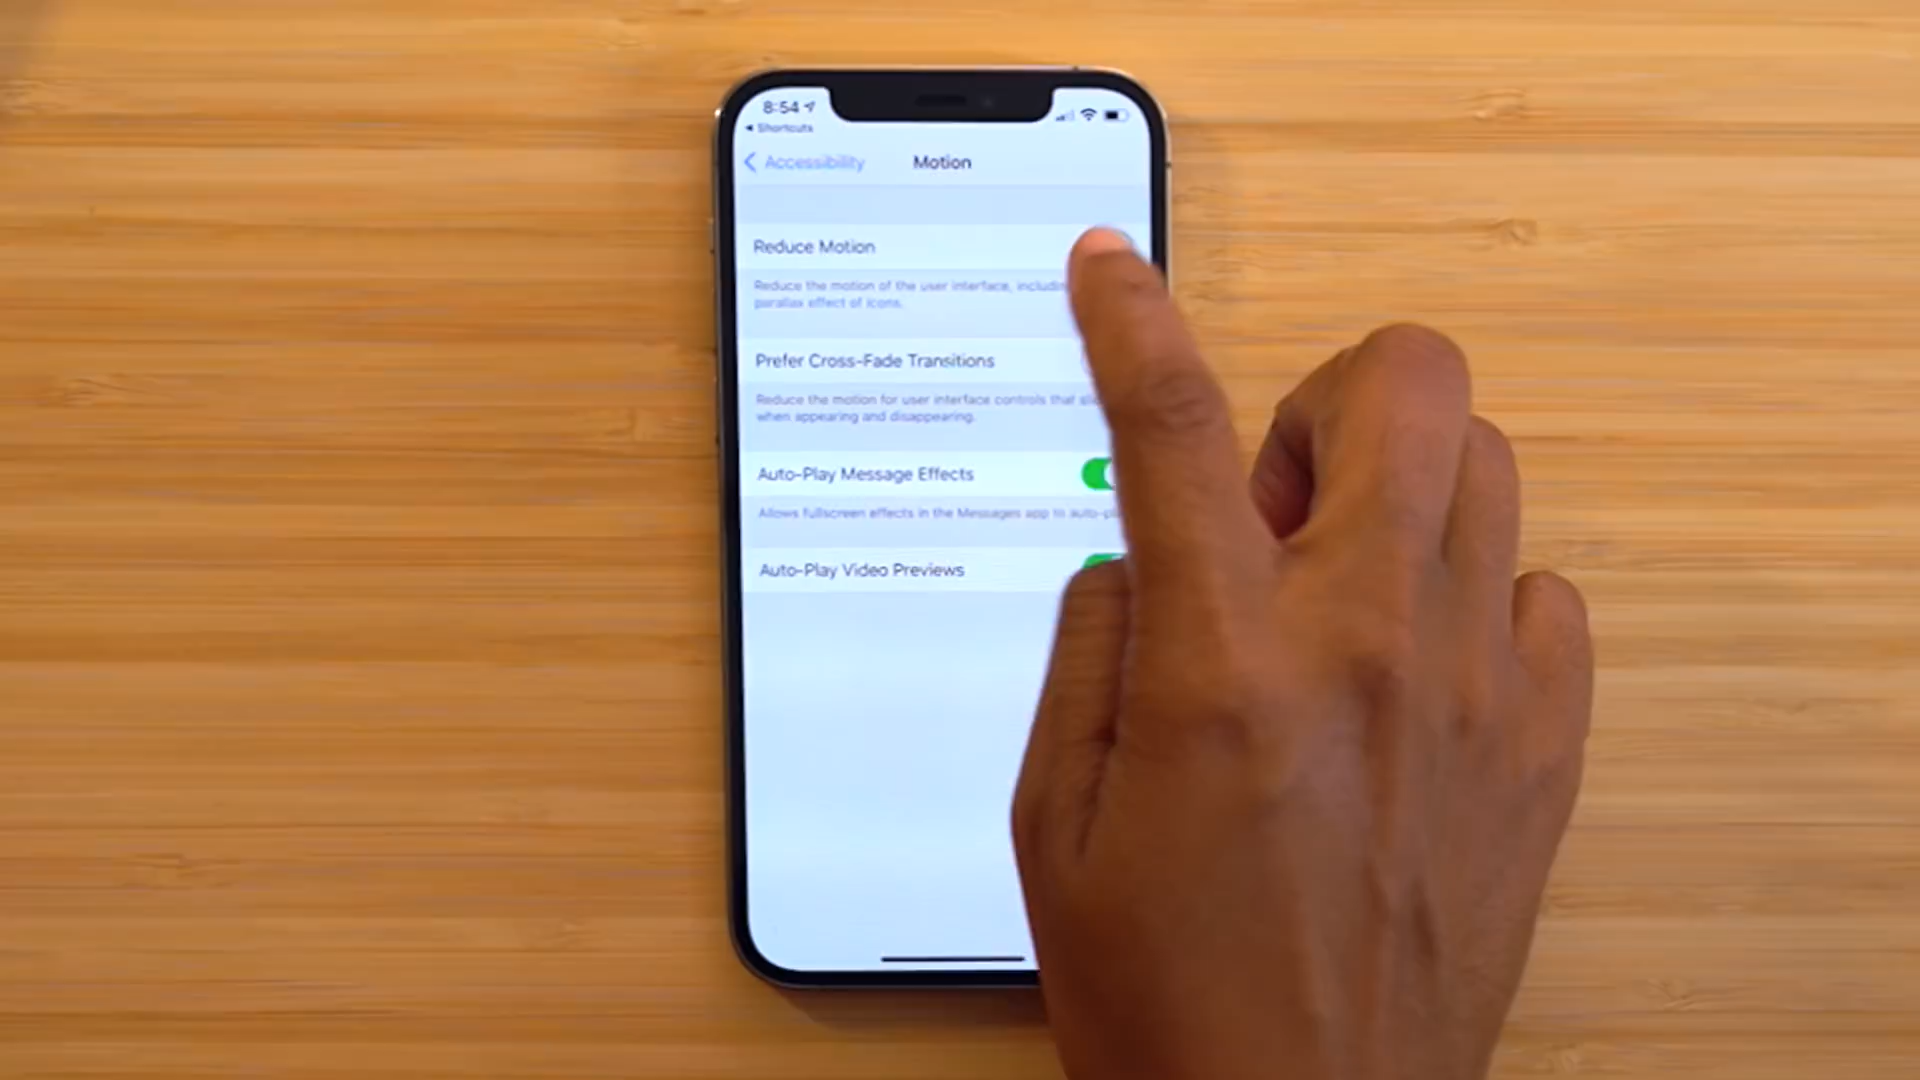 8:54
Shortcuts
Accessibility
Motion
Reduce Motion
Reduce the motion of the user interface,
parallax effect of icons.
Prefer Cross-Fade Transitions
Reduce the motion for user interface controls that
when appearing and disappearing.
Auto-Play Message Effects
Allows fullscreen effects in the Messages app to
Auto-Play Video Previews